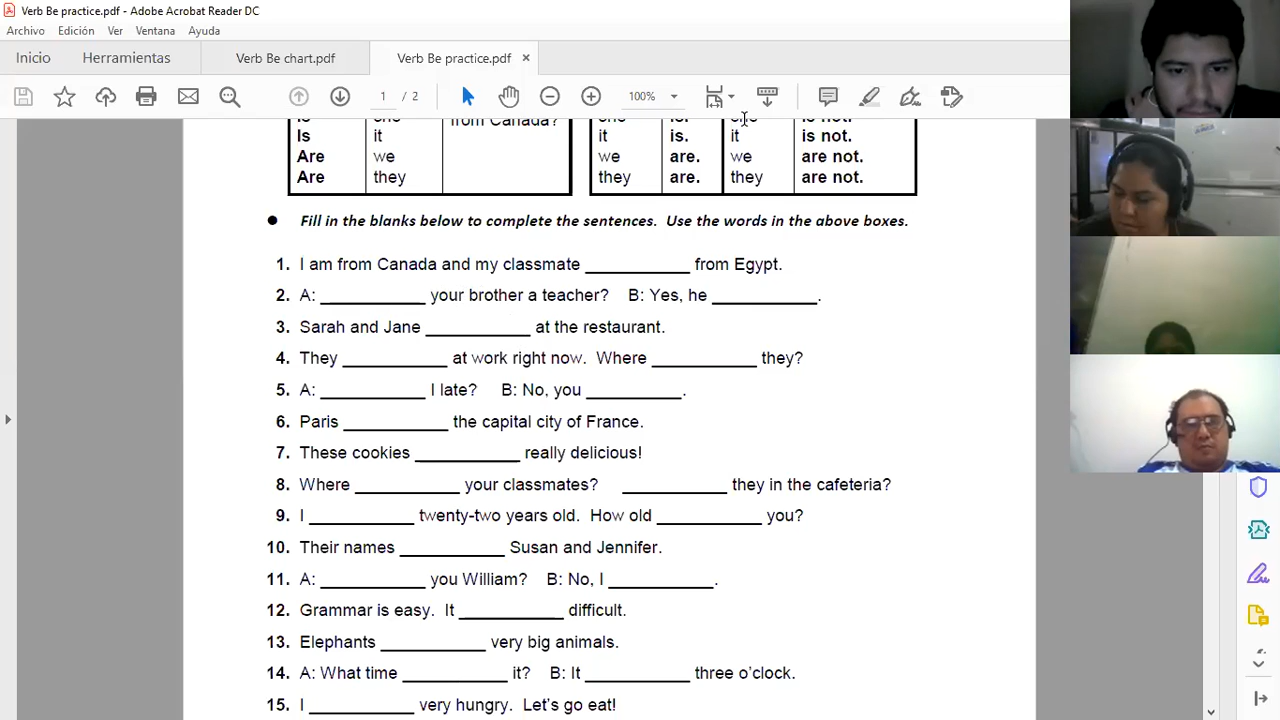 Verb Be practice.pdf - Adobe Acrobat Reader DC
Archivo Edición Ver Ventana Ayuda
Inicio Herramientas Verb Be chart.pdf Verb Be practice.pdf ×
1 / 2 100%
from Canada?
Is it it is. it is not.
Are we we are. we are not.
Are they they are. they are not.
● Fill in the blanks below to complete the sentences. Use the words in the above boxes.
1. I am from Canada and my classmate ___________ from Egypt.
2. A: ___________ your brother a teacher? B: Yes, he ___________.
3. Sarah and Jane ___________ at the restaurant.
4. They ___________ at work right now. Where ___________ they?
5. A: ___________ I late? B: No, you ___________.
6. Paris ___________ the capital city of France.
7. These cookies ___________ really delicious!
8. Where ___________ your classmates? ___________ they in the cafeteria?
9. I ___________ twenty-two years old. How old ___________ you?
10. Their names ___________ Susan and Jennifer.
11. A: ___________ you William? B: No, I ___________.
12. Grammar is easy. It ___________ difficult.
13. Elephants ___________ very big animals.
14. A: What time ___________ it? B: It ___________ three o'clock.
15. I ___________ very hungry. Let's go eat!